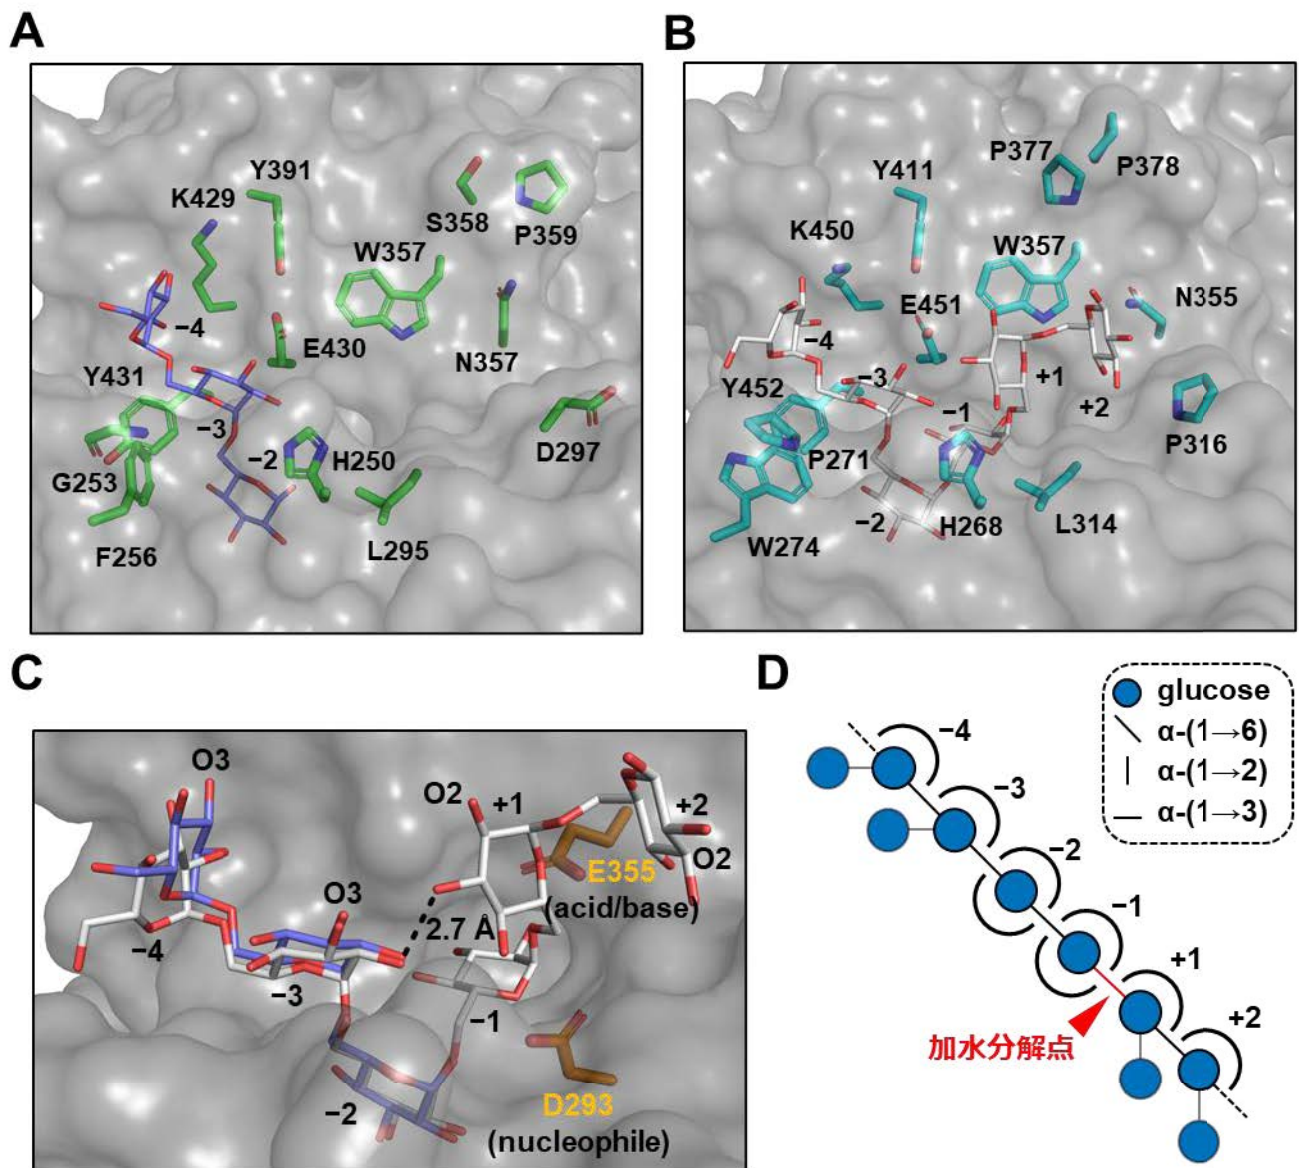 A
Y391
K429
S358
P359
W357
−4
E430
N357
Y431
−3
−2
H250
D297
G253
F256
L295
B
P377
P378
Y411
K450
W357
E451
N355
−4
−3
+1
Y452
−1
+2
P271
P316
−2
H268
L314
W274
C
O3
O2
+1
+2
O2
E355
O3
(acid/base)
2.7 Å
−4
−3
−1
D293
−2
(nucleophile)
D
glucose
α-(1→6)
α-(1→2)
α-(1→3)
−4
−3
−2
−1
+1
+2
加水分解点